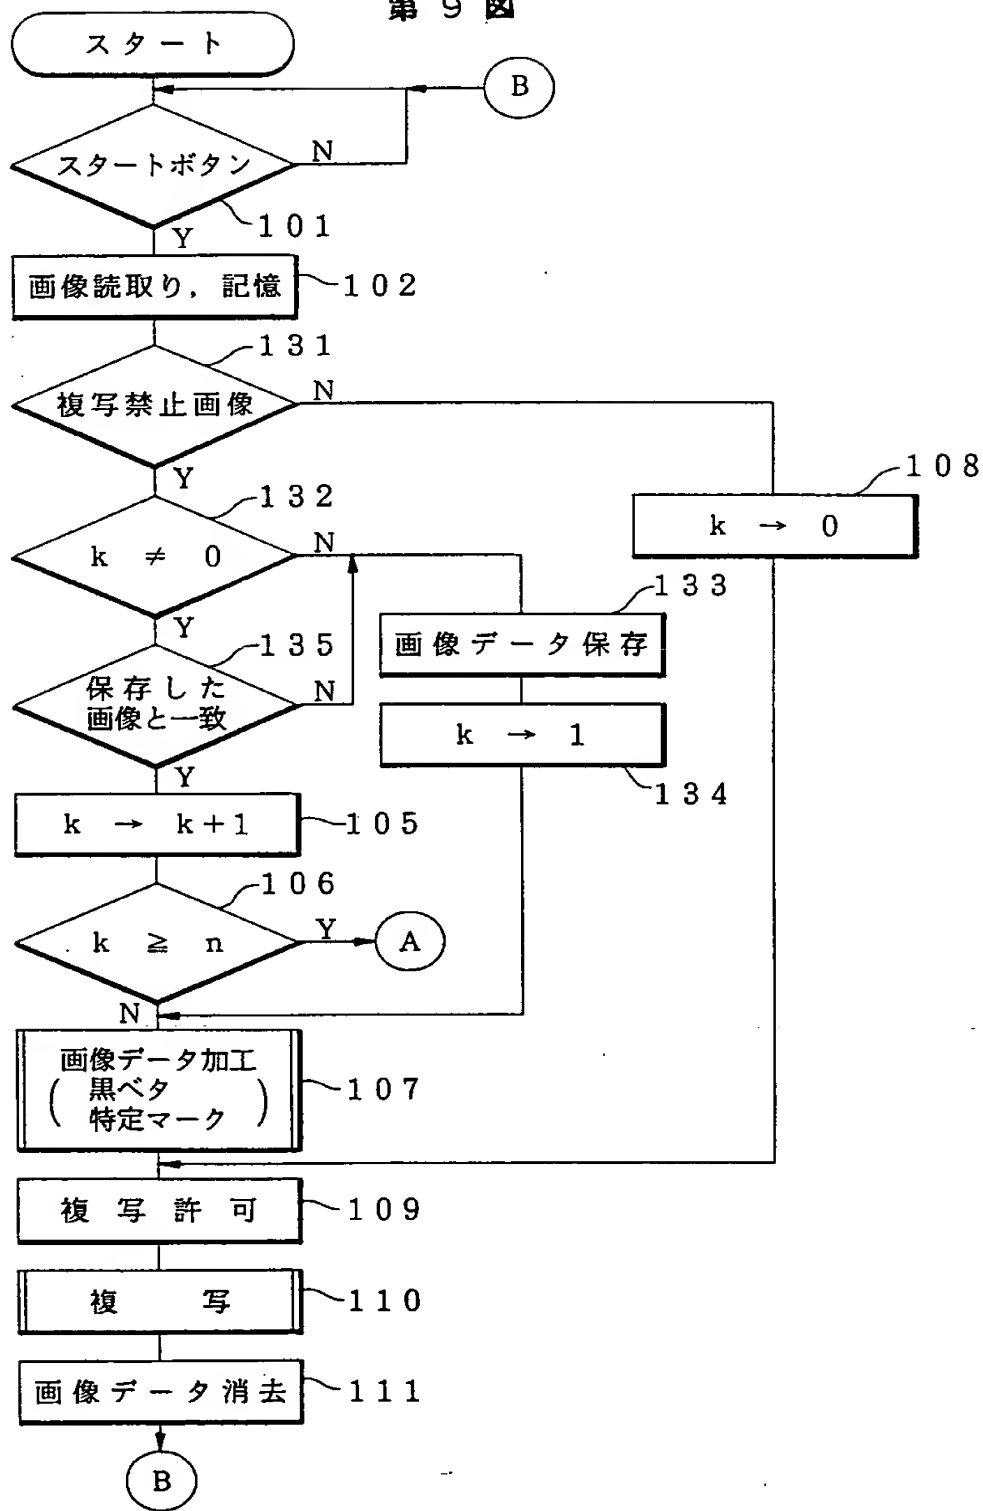 第 9 図
スタート
B
スタートボタン
N
101
Y
画像読取り,記憶
102
131
複写禁止画像
N
Y
108
k → 0
132
k ≠ 0
N
Y
133
画像データ保存
135
保存した
画像と一致
N
Y
k → 1
134
k → k+1
105
106
k ≧ n
Y
A
N
画像データ加工
(黒ベタ
特定マーク)
107
複写許可
109
複写
110
画像データ消去
111
B